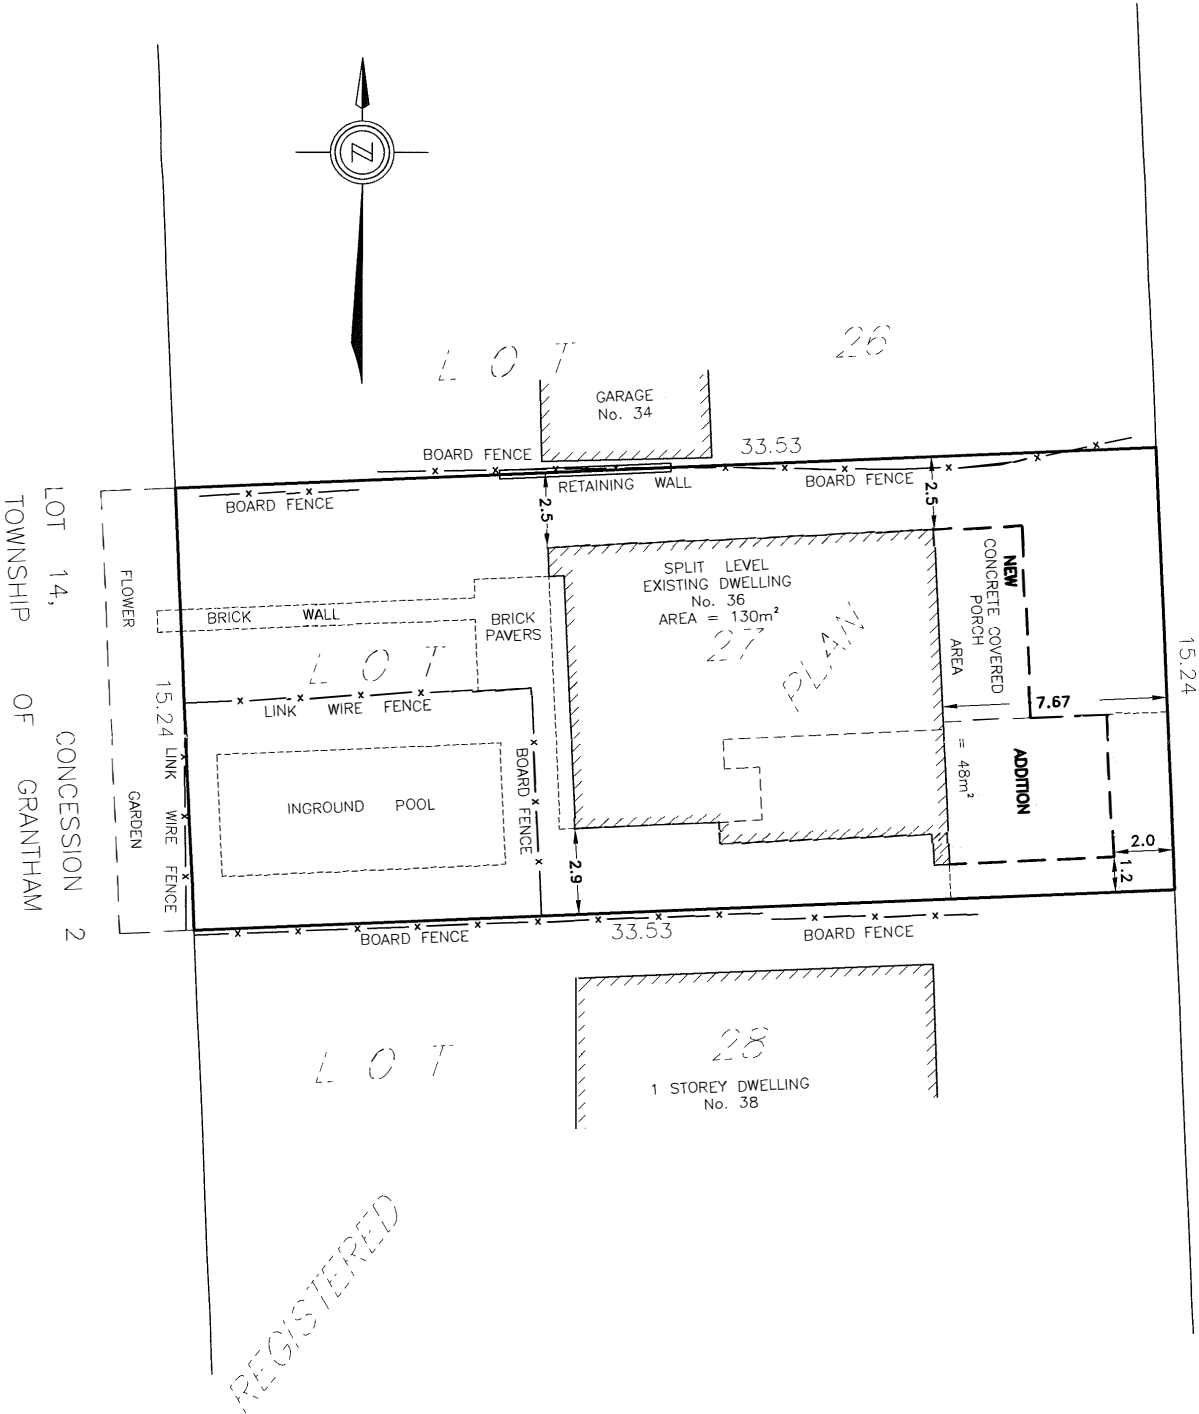 N
LOT 26
GARAGE
No. 34
BOARD FENCE
33.53
BOARD FENCE
RETAINING WALL
BOARD FENCE
2.5
2.5
SPLIT LEVEL
EXISTING DWELLING
No. 36
AREA = 130m²
27
PLAN
NEW
CONCRETE COVERED
PORCH
AREA = 48m²
7.67
15.24
ADDITION
2.0
1.2
BRICK WALL
BRICK
PAVERS
LOT
LINK WIRE FENCE
BOARD FENCE
INGROUND POOL
2.9
FLOWER GARDEN
15.24
LINK WIRE FENCE
LOT 14, CONCESSION 2
TOWNSHIP OF GRANTHAM
BOARD FENCE
33.53
BOARD FENCE
LOT 28
1 STOREY DWELLING
No. 38
REGISTERED